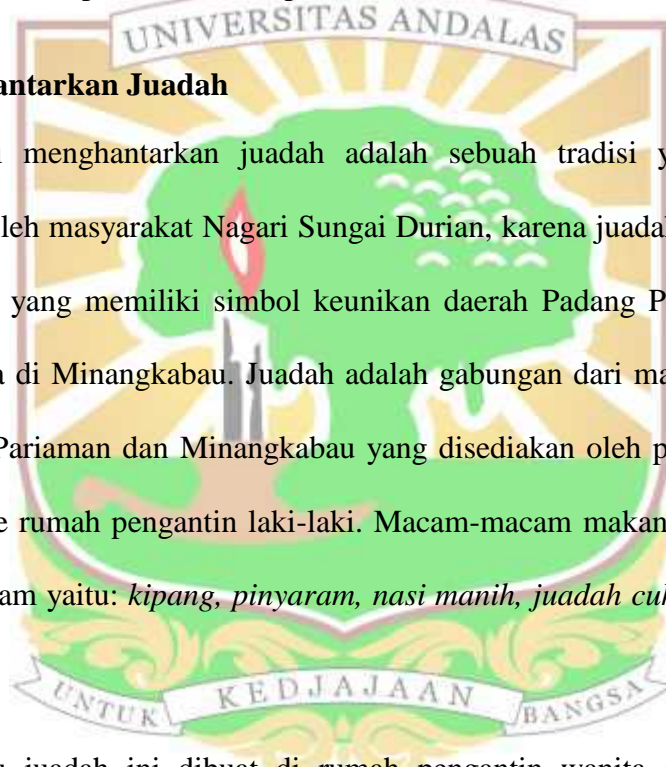 UNIVERSITAS ANDALAS
antarkan Juadah
menghantarkan juadah adalah sebuah tradisi
leh masyarakat Nagari Sungai Durian, karena juadal
yang memiliki simbol keunikan daerah Padang P
a di Minangkabau. Juadah adalah gabungan dari ma
Pariaman dan Minangkabau yang disediakan oleh p
e rumah pengantin laki-laki. Macam-macam makan
am yaitu: kipang, pinyaram, nasi manih, juadah cul
UNTUK KEDJAJAAN BANGSA
juadah ini dibuat di rumah pengantin wanita